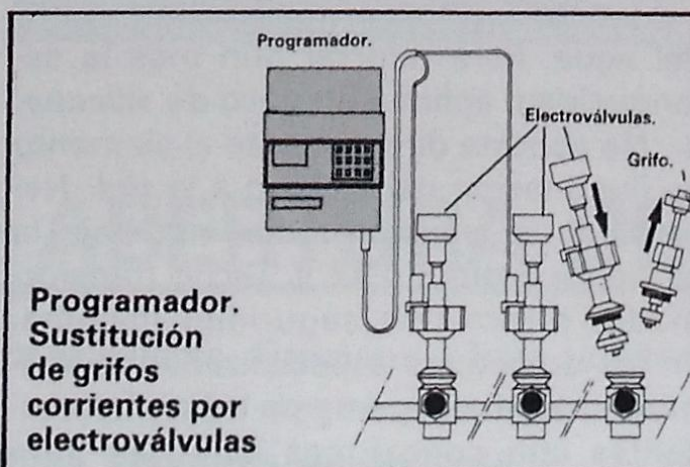 Programador.
Electroválvulas.
Grifo.
Programador.
Sustitución
de grifos
corrientes por
electroválvulas